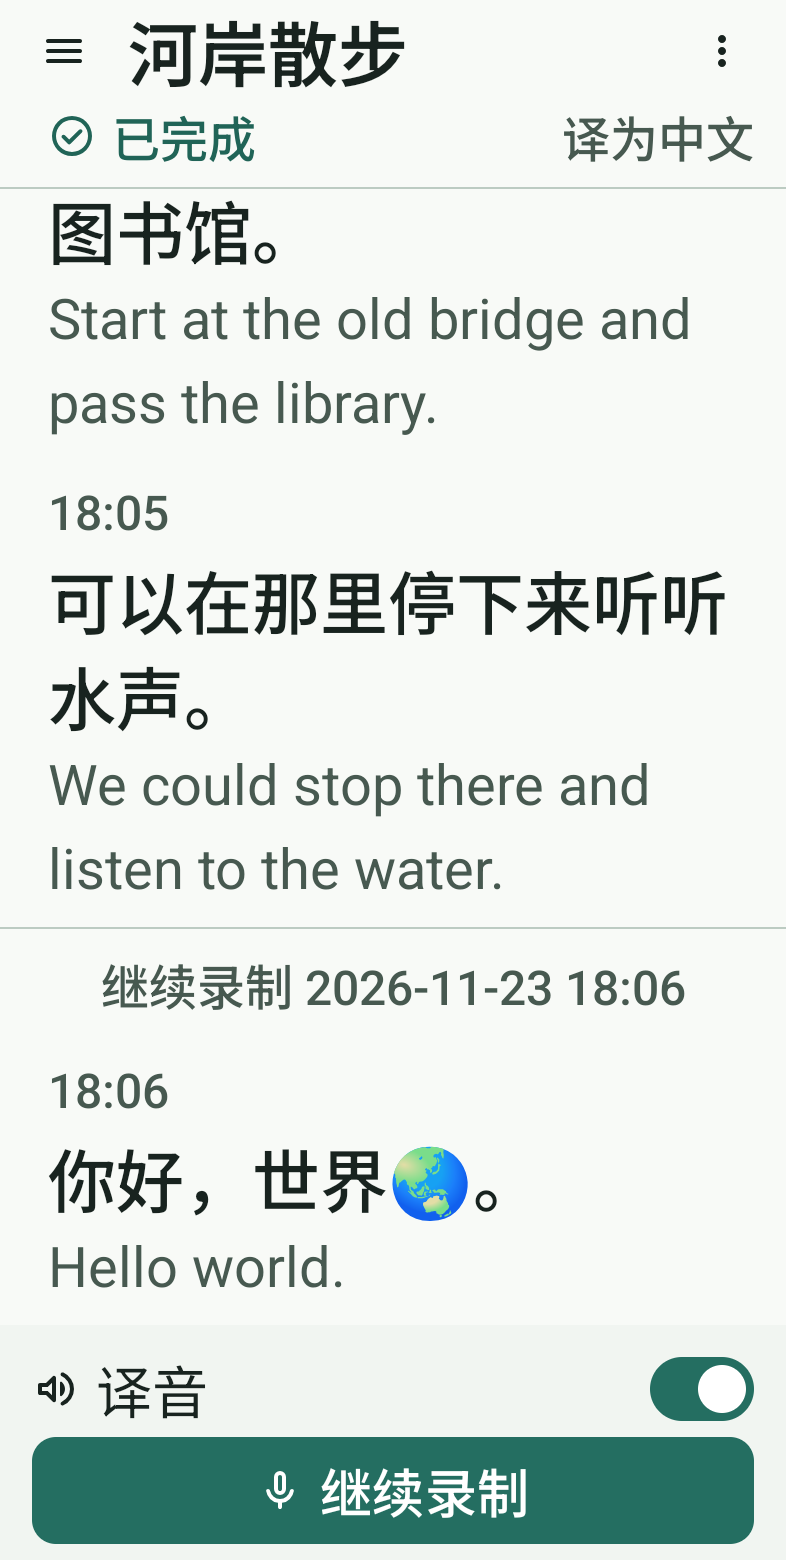 河岸散步
已完成
译为中文
图书馆。
Start at the old bridge and
pass the library.
18:05
可以在那里停下来听听
水声。
We could stop there and
listen to the water.
继续录制 2026-11-23 18:06
18:06
你好，世界🌏。
Hello world.
译音
继续录制